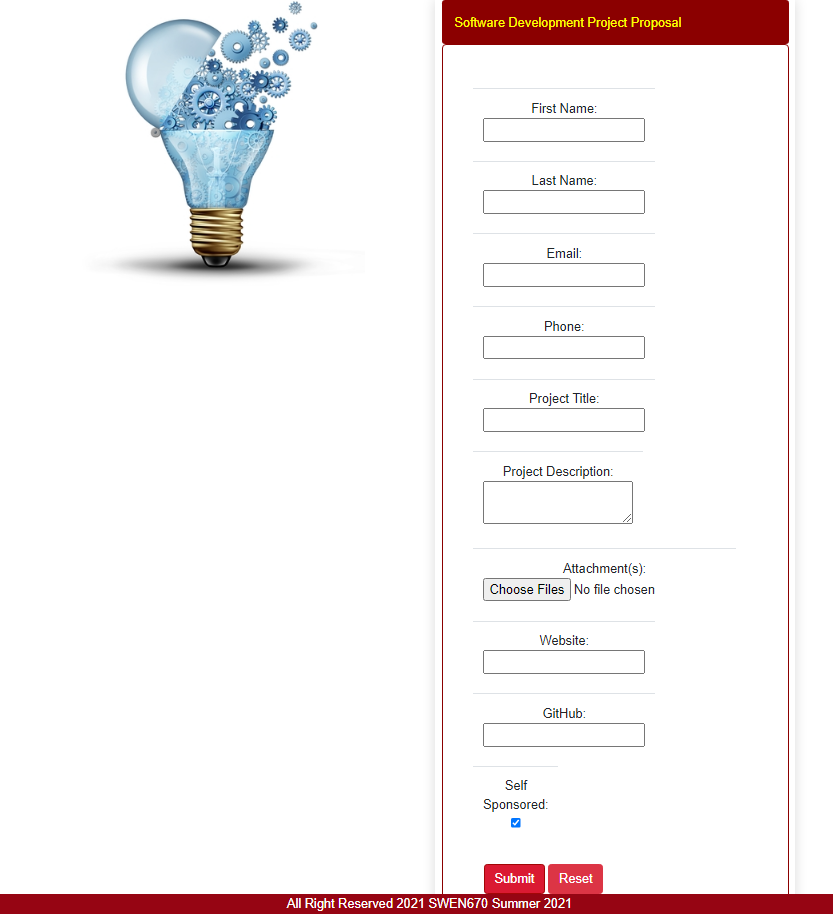 Software Development Project Proposal
First Name:
Last Name:
Email:
Phone:
Project Title:
Project Description:
Attachment(s):
Choose Files No file chosen
Website:
GitHub:
Self
Sponsored:
Submit Reset
All Right Reserved 2021 SWEN670 Summer 2021